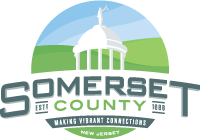 SOMERSET
ESTD COUNTY 1688
MAKING VIBRANT CONNECTIONS
NEW JERSEY